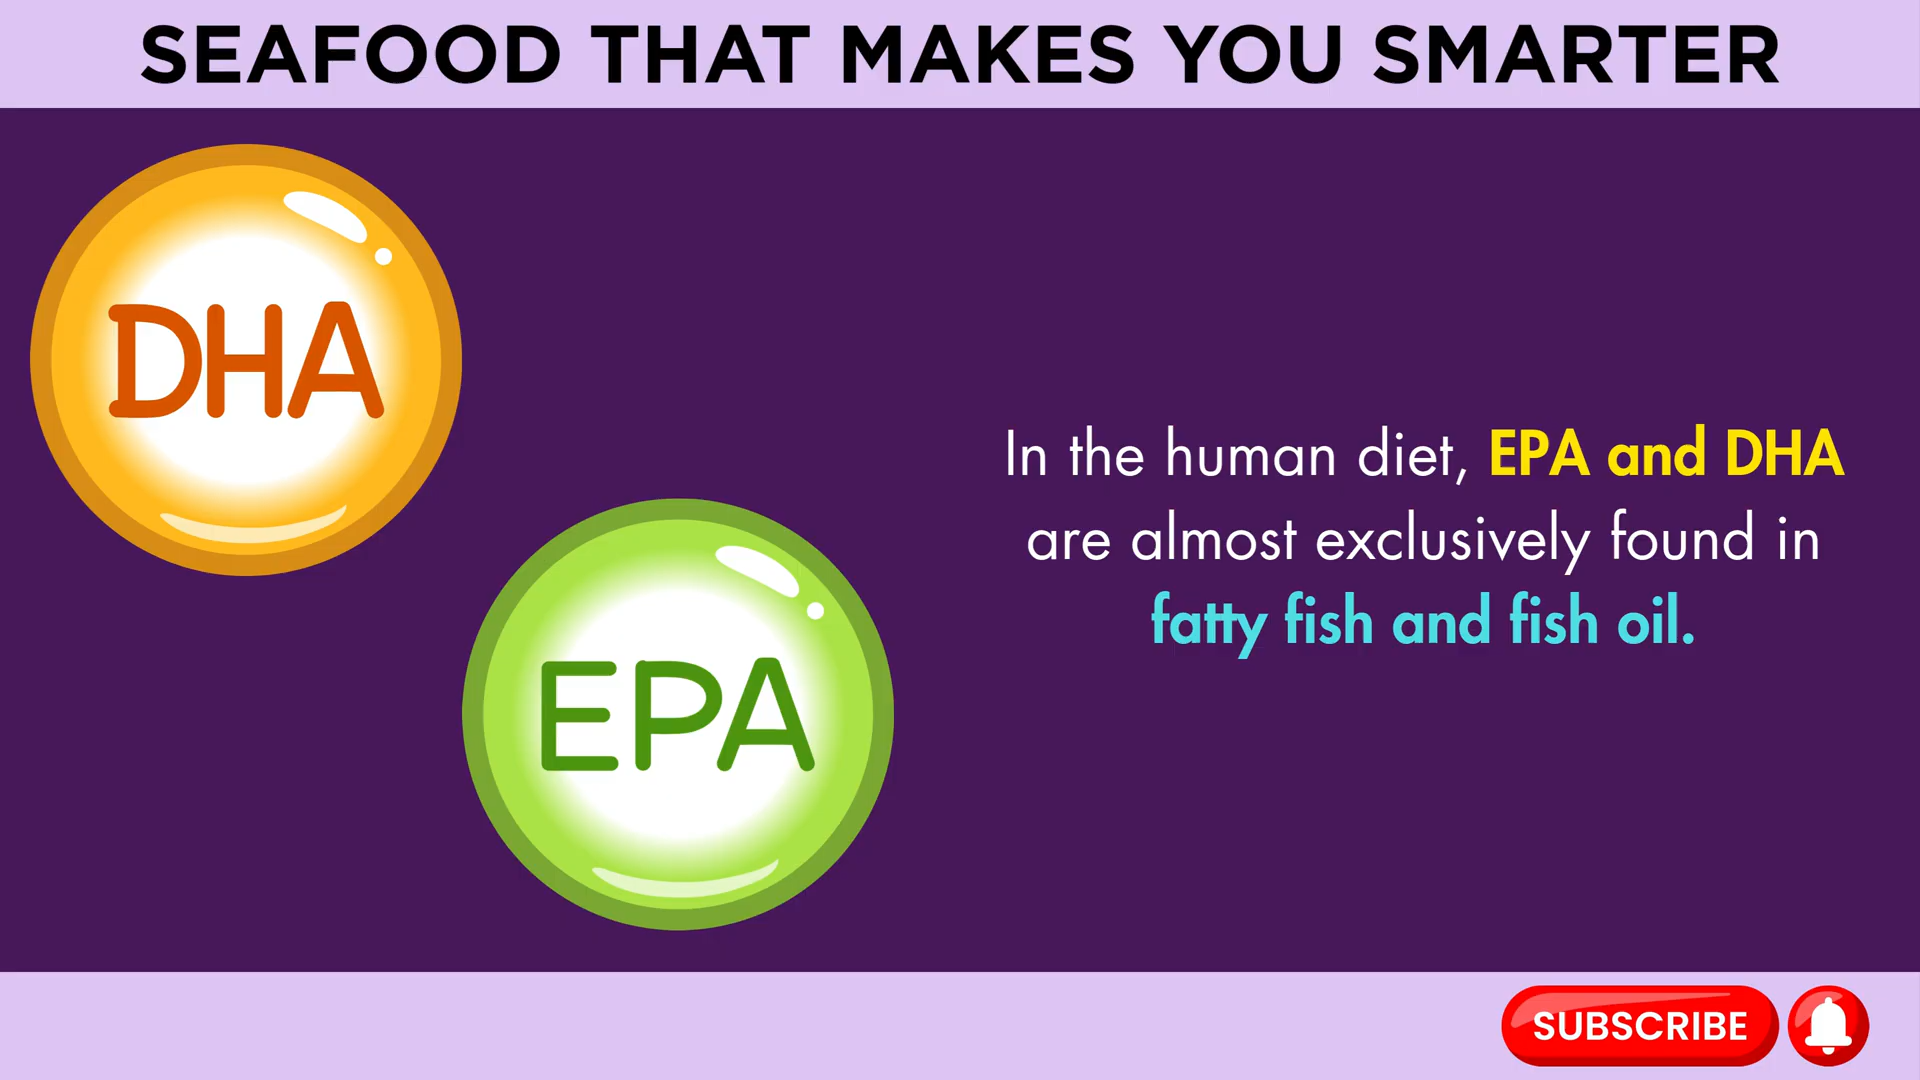 SEAFOOD THAT MAKES YOU SMARTER
DHA
EPA
In the human diet, EPA and DHA
are almost exclusively found in
fatty fish and fish oil.
SUBSCRIBE